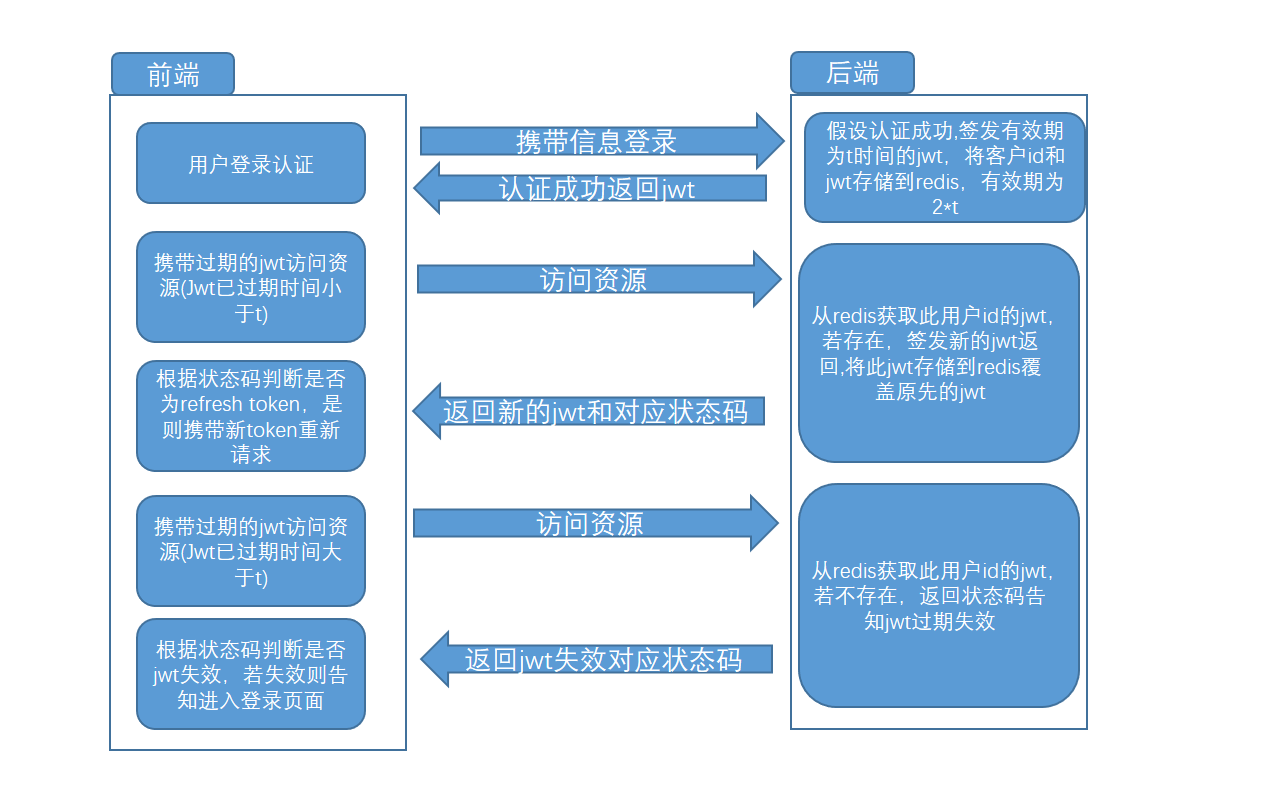 前端
后端
用户登录认证
携带信息登录
认证成功返回jwt
假设认证成功,签发有效期
为t时间的jwt，将客户id和
jwt存储到redis，有效期为
2*t
携带过期的jwt访问资
源(Jwt已过期时间小
于t)
访问资源
从redis获取此用户id的jwt,
若存在，签发新的jwt返
回,将此jwt存储到redis覆
盖原先的jwt
根据状态码判断是否
为refresh token，是
则携带新token重新
请求
返回新的jwt和对应状态码
携带过期的jwt访问资
源(Jwt已过期时间大
于t)
访问资源
从redis获取此用户id的jwt,
若不存在，返回状态码告
知jwt过期失效
根据状态码判断是否
jwt失效，若失效则告
知进入登录页面
返回jwt失效对应状态码